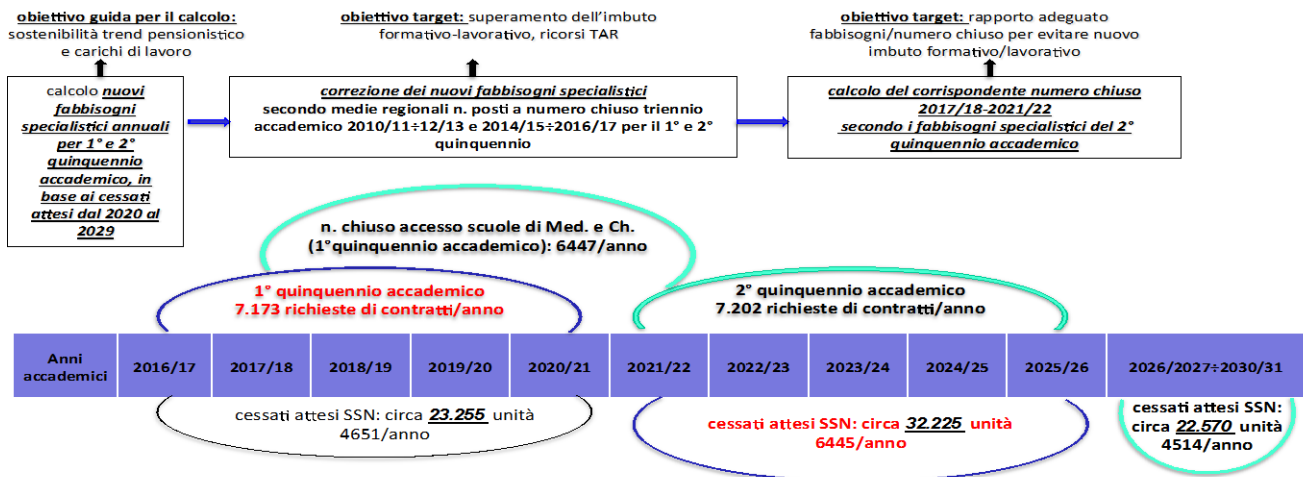 obiettivo guida per il calcolo:
sostenibilità trend pensionistico
e carichi di lavoro
obiettivo target: superamento dell'imbuto
formativo-lavorativo, ricorsi TAR
obiettivo target: rapporto adeguato
fabbisogni/numero chiuso per evitare nuovo
imbuto formativo/lavorativo
calcolo nuovi
fabbisogni
specialistici annuali
per 1° e 2°
quinquennio
accademico, in
base ai cessati
attesi dal 2020 al
2029
correzione dei nuovi fabbisogni specialistici
secondo medie regionali n. posti a numero chiuso triennio
accademico 2010/11÷12/13 e 2014/15÷2016/17 per il 1° e 2°
quinquennio
calcolo del corrispondente numero chiuso
2017/18-2021/22
secondo i fabbisogni specialistici del 2°
quinquennio accademico
n. chiuso accesso scuole di Med. e Ch.
(1°quinquennio accademico): 6447/anno
1° quinquennio accademico
7.173 richieste di contratti/anno
2° quinquennio accademico
7.202 richieste di contratti/anno
Anni
accademici
2016/17
2017/18
2018/19
2019/20
2020/21
2021/22
2022/23
2023/24
2024/25
2025/26
2026/2027÷2030/31
cessati attesi SSN: circa 23.255 unità
4651/anno
cessati attesi SSN: circa 32.225 unità
6445/anno
cessati attesi SSN:
circa 22.570 unità
4514/anno